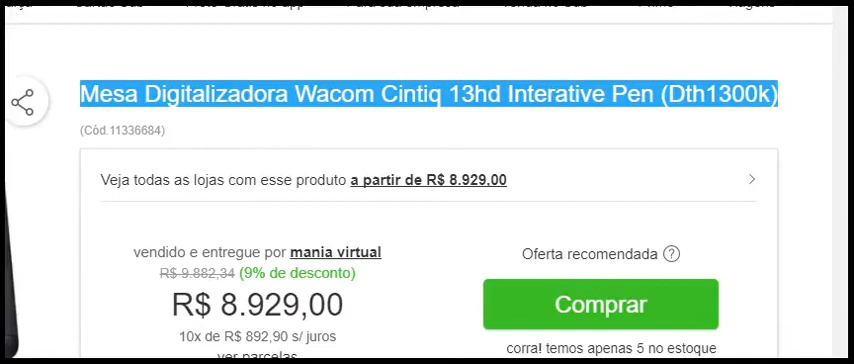 Mesa Digitalizadora Wacom Cintiq 13hd Interative Pen (Dth1300k)
(Cód.11336684)
Veja todas as lojas com esse produto a partir de R$ 8.929,00
vendido e entregue por mania virtual
R$ 9.882,34 (9% de desconto)
R$ 8.929,00
10x de R$ 892,90 s/ juros
ver parcelas
Oferta recomendada ?
Comprar
corra! temos apenas 5 no estoque